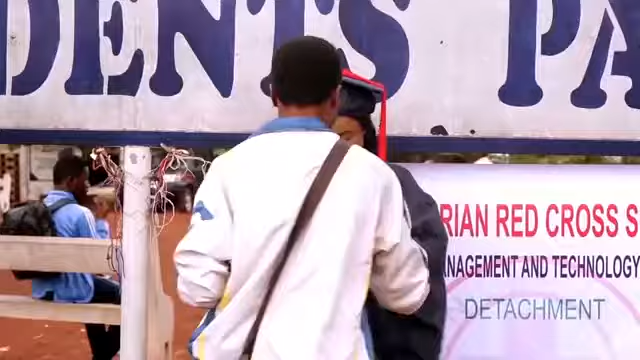 DENTS PA
RIAN RED CROSS S
NAGEMENT AND TECHNOLOGY
DETACHMENT